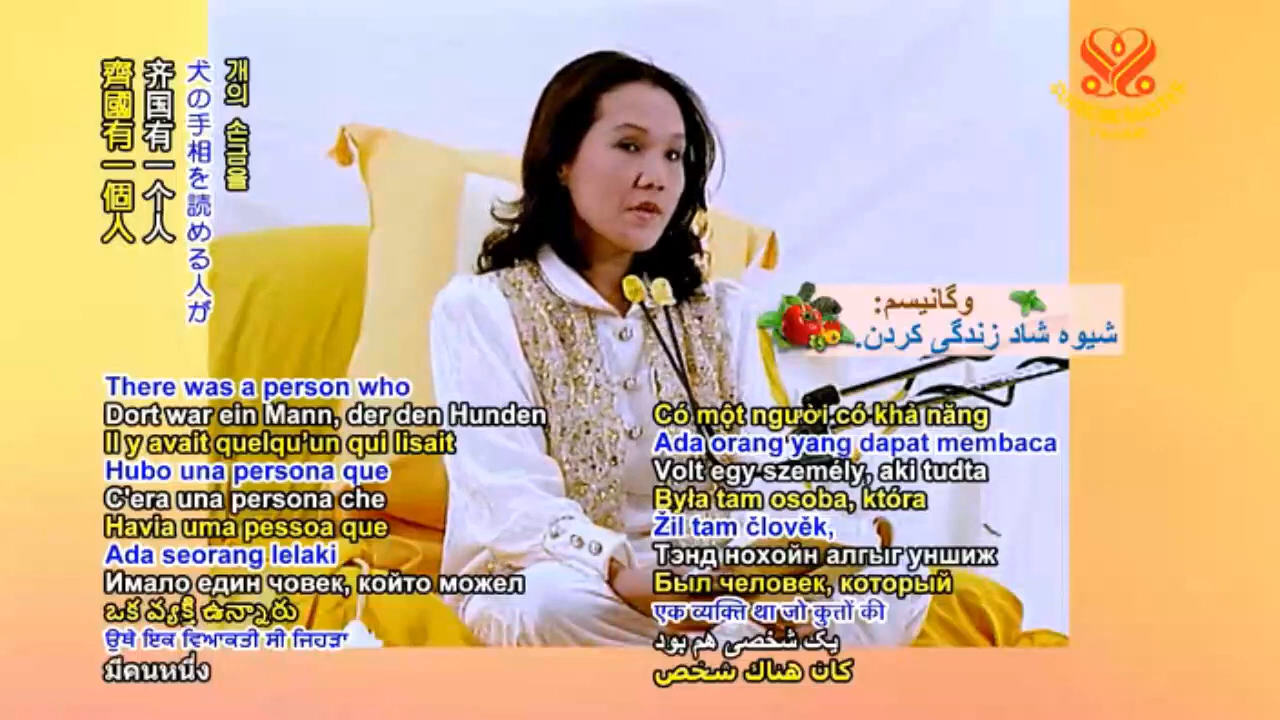 齊國有一個人
齐国有一个人
犬の手相を読める人が
개의 손금을
وگانیسم:
شیوه شاد زندگی کردن.
There was a person who
Dort war ein Mann, der den Hunden
Il y avait quelqu'un qui lisait
Hubo una persona que
C'era una persona che
Havia uma pessoa que
Ada seorang lelaki
Имало един човек, който можел
ఒక వ్యక్తి ఉన్నారు
ਉਥੇ ਇਕ ਵਿਆਕਤੀ ਸੀ ਜਿਹੜਾ
มีคนหนึ่ง
Có một người có khả năng
Ada orang yang dapat membaca
Volt egy személy, aki tudta
Była tam osoba, która
Žil tam člověk,
Тэнд нохойн алгыг уншиж
Был человек, который
एक व्यक्ति था जो कुत्तों की
یک شخصی هم بود
كان هناك شخص